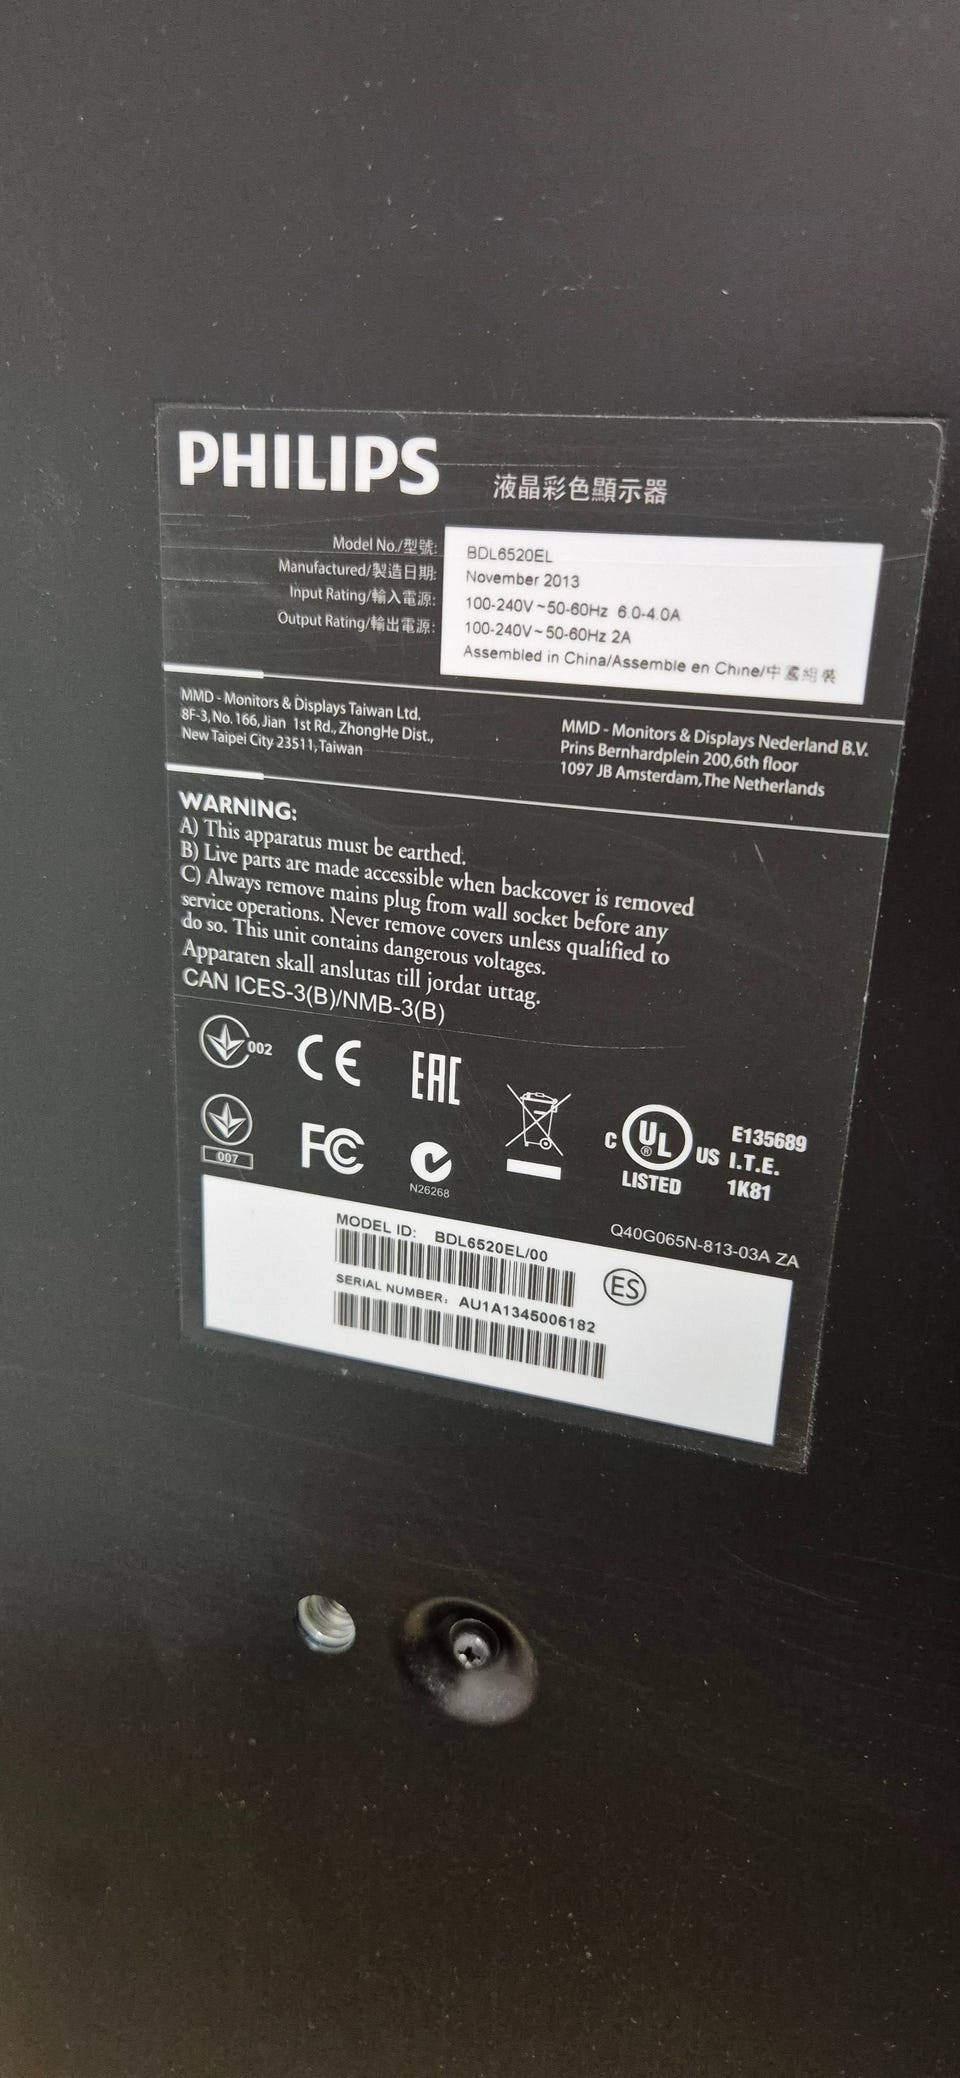 PHILIPS
液晶彩色顯示器
Model No./型號: BDL6520EL
Manufactured/製造日期: November 2013
Input Rating/輸入電源: 100-240V~50-60Hz 6.0-4.0A
Output Rating/輸出電源: 100-240V~50-60Hz 2A
Assembled in China/Assemble en Chine/中國組裝
MMD - Monitors & Displays Taiwan Ltd.
8F-3, No. 166, Jian 1st Rd., ZhongHe Dist.,
New Taipei City 23511, Taiwan
MMD - Monitors & Displays Nederland B.V.
Prins Bernhardplein 200, 6th floor
1097 JB Amsterdam, The Netherlands
WARNING:
A) This apparatus must be earthed.
B) Live parts are made accessible when backcover is removed
C) Always remove mains plug from wall socket before any
service operations. Never remove covers unless qualified to
do so. This unit contains dangerous voltages.
Apparaten skall anslutas till jordat uttag.
CAN ICES-3(B)/NMB-3(B)
002
CE
EAC
007
FC
N26268
C UL US
®
LISTED
E135689
I.T.E.
1K81
Q40G065N-813-03A ZA
MODEL ID: BDL6520EL/00
SERIAL NUMBER: AU1A1345006182
ES